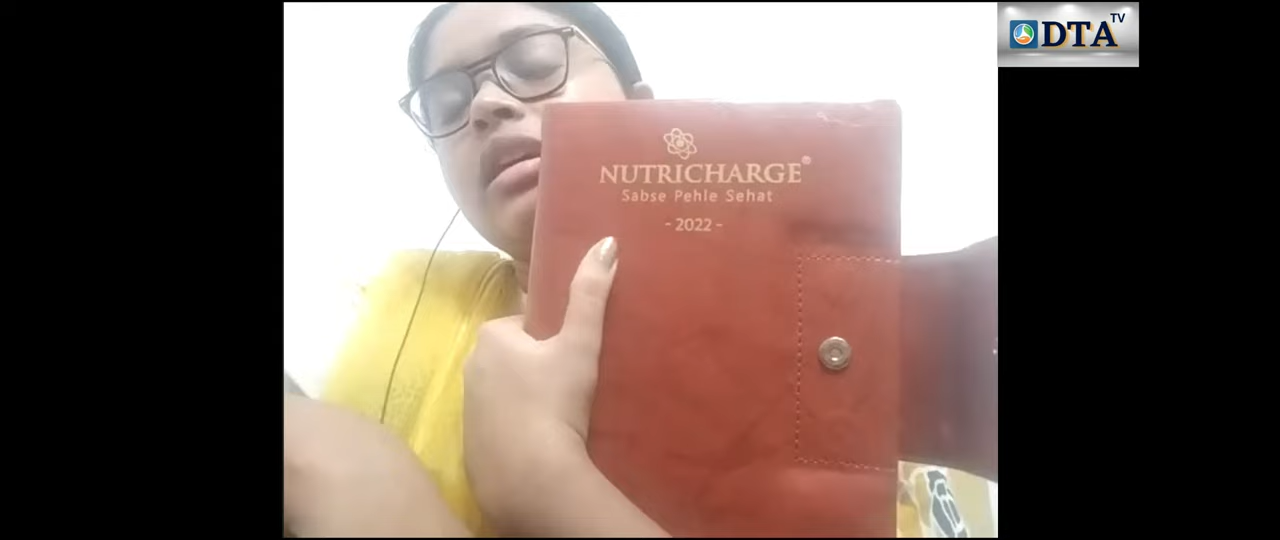 DTA TV
NUTRICHARGE®
Sabse Pehle Sehat
- 2022 -